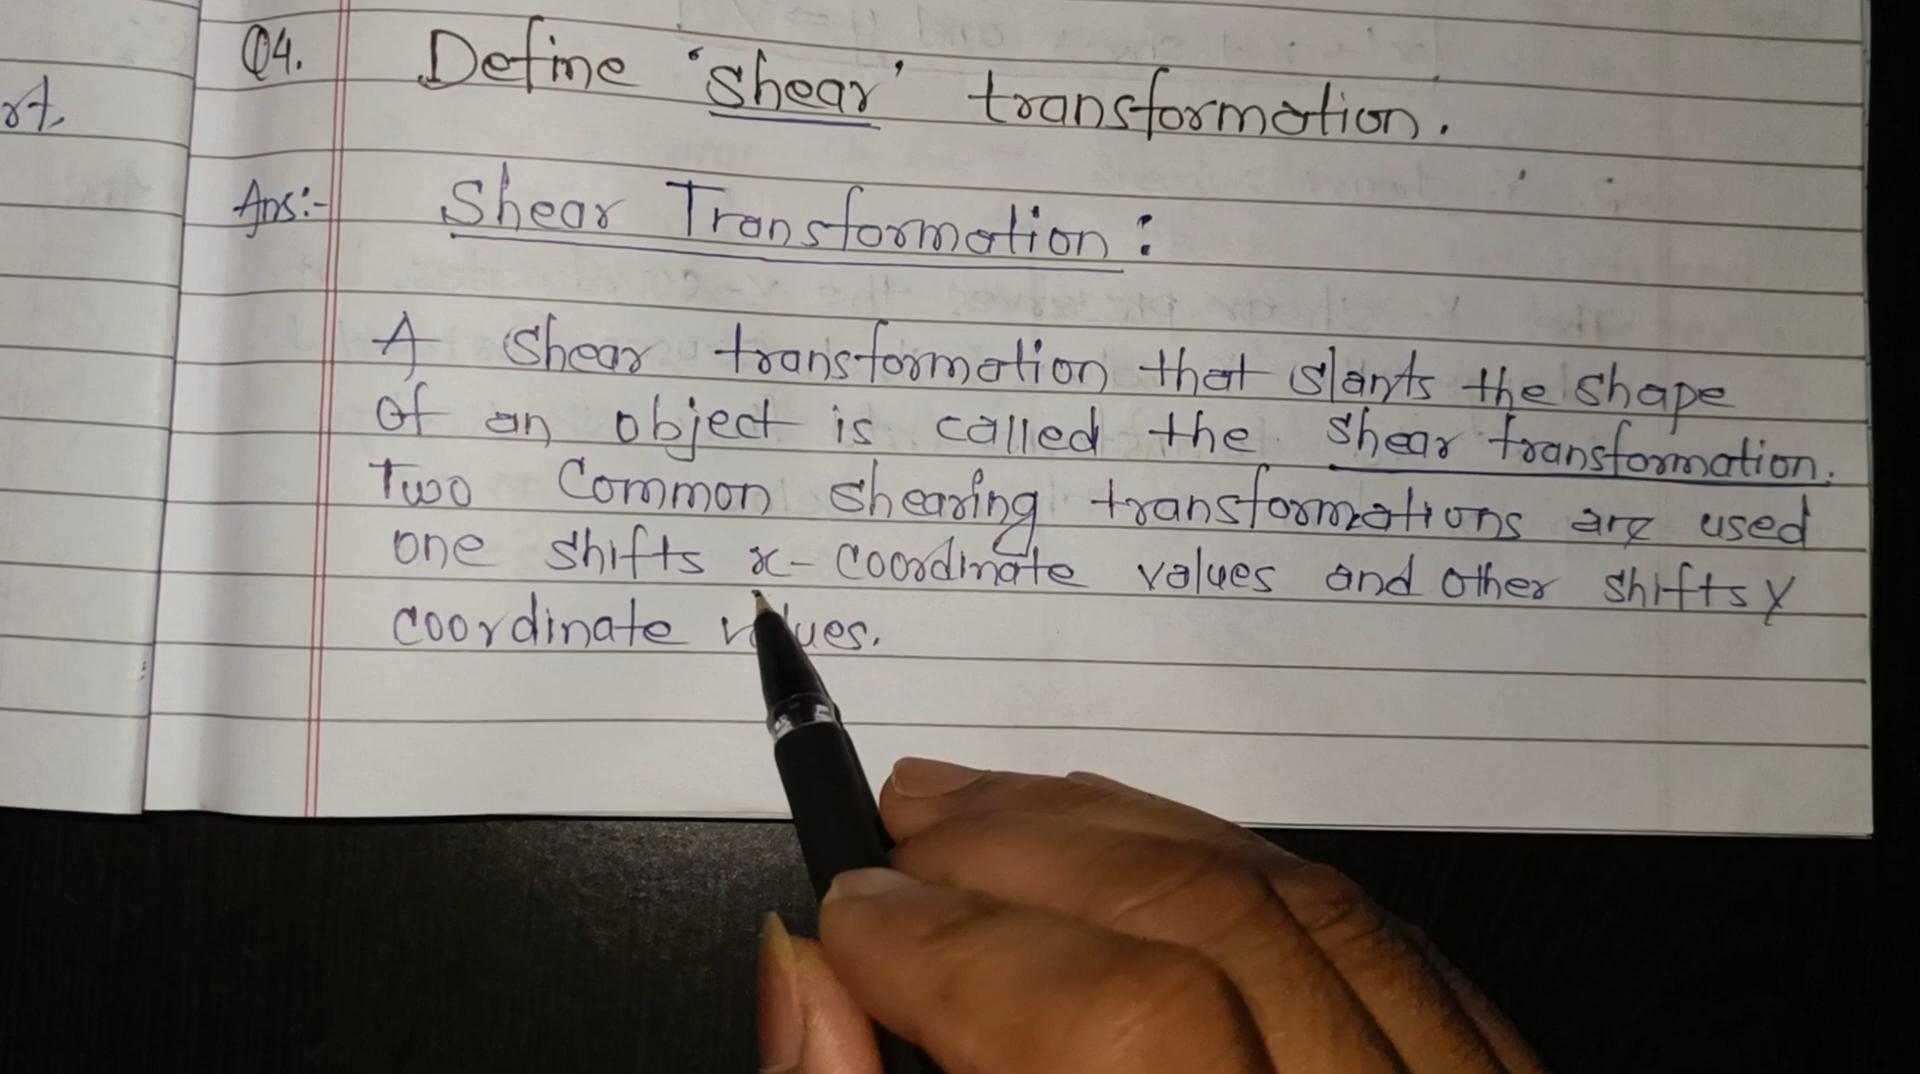 rt,
Q4. Define 'shear' transformation.
Ans:- Shear Transformation :
A shear transformation that slants the shape
of an object is called the shear transformation.
Two Common shearing transformations are used
one shifts x- coordinate values and other shifts Y
coordinate values.